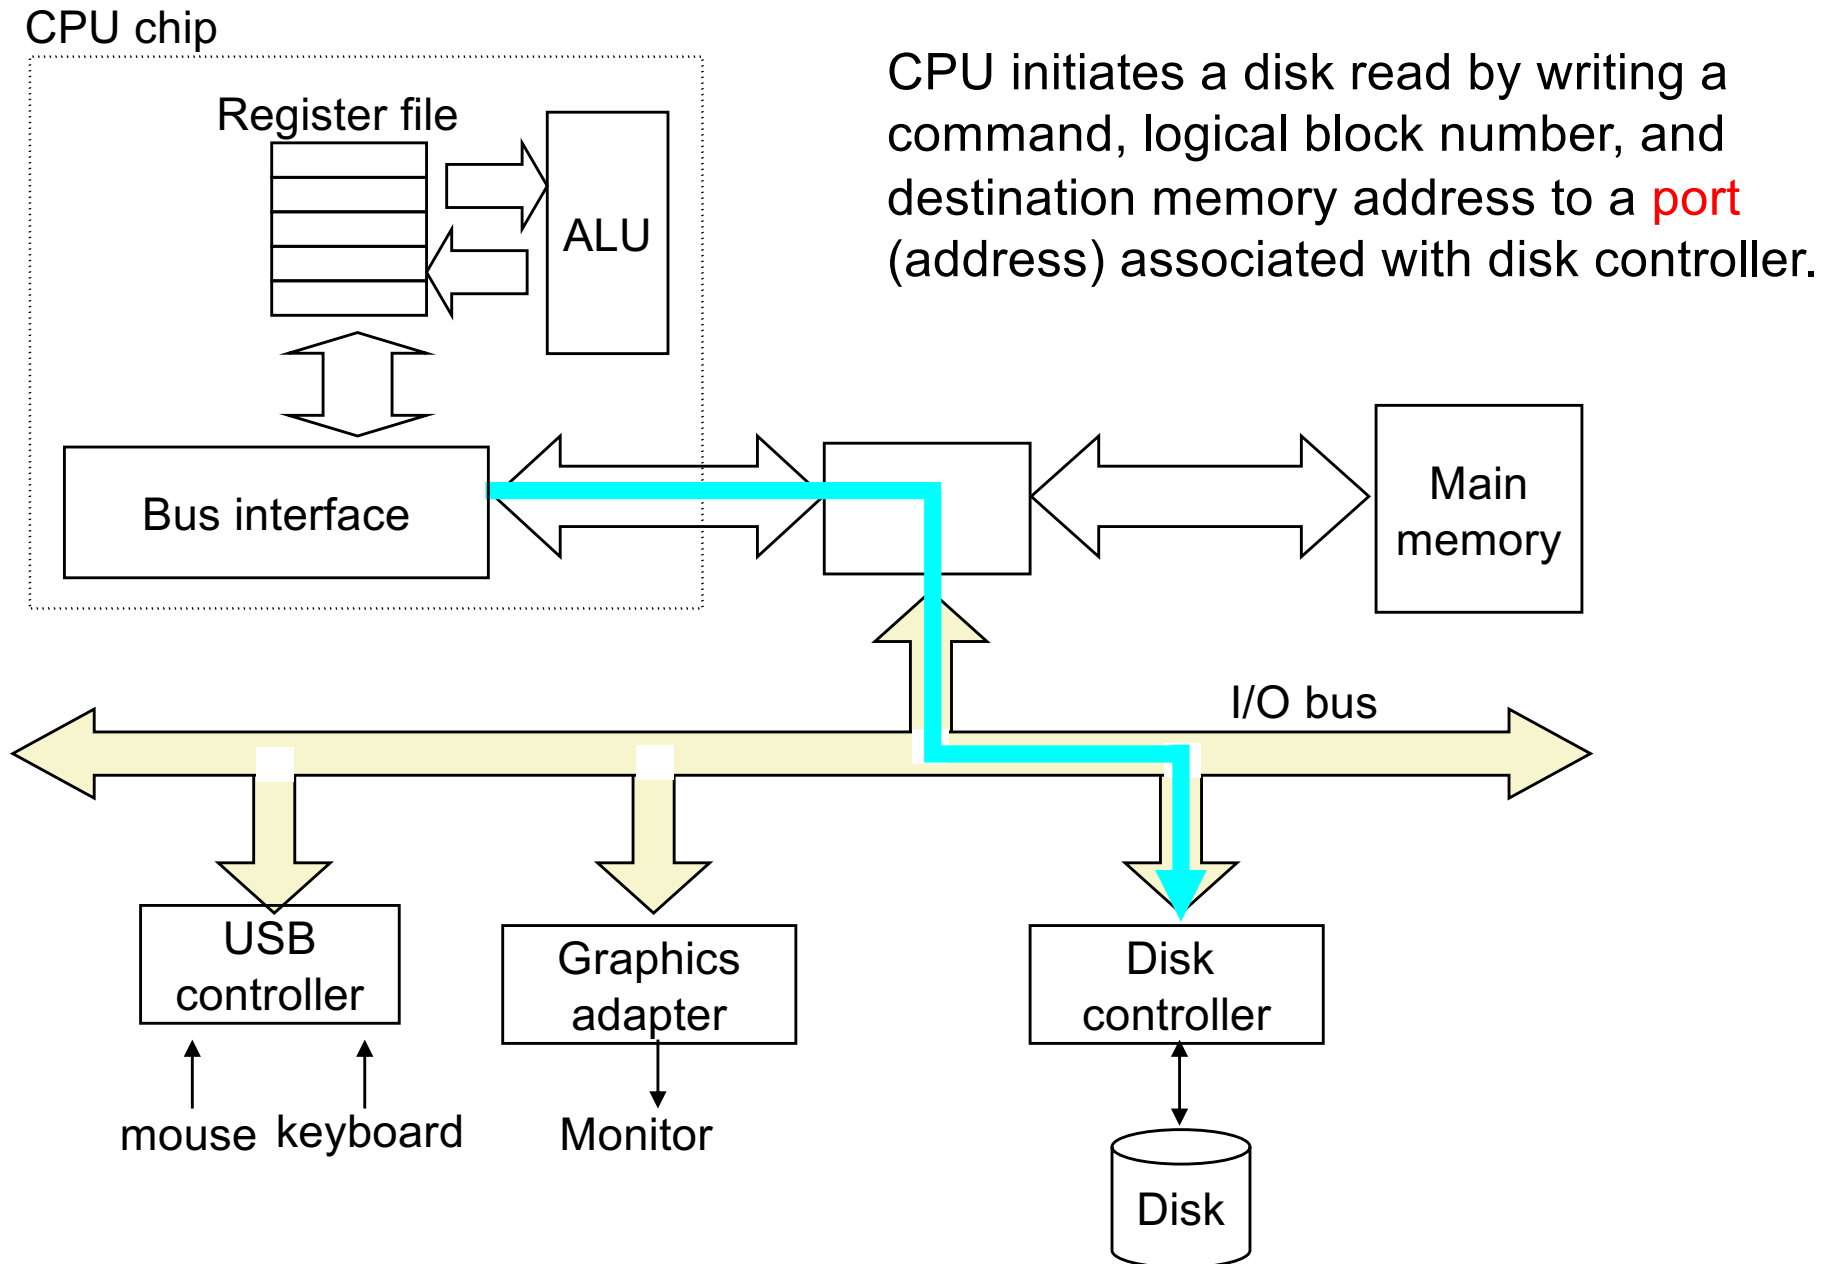 CPU chip
CPU initiates a disk read by writing a
command, logical block number, and
destination memory address to a port
(address) associated with disk controller.
Register file
ALU
Bus interface
Main
memory
I/O bus
USB
controller
Graphics
adapter
Disk
controller
mouse
keyboard
Monitor
Disk